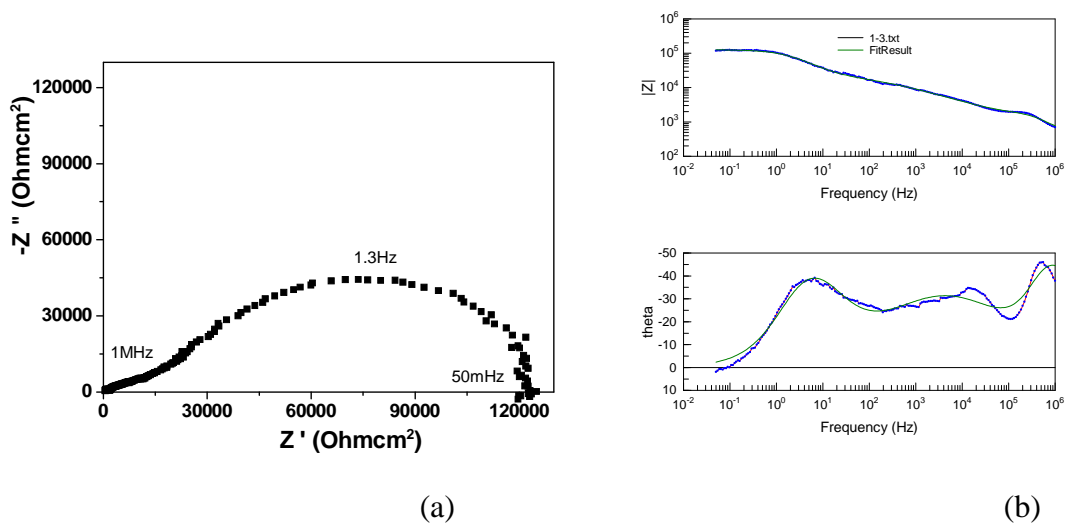 120000
90000
60000
30000
0
-Z " (Ohmcm²)
1.3Hz
1MHz
50mHz
0 30000 60000 90000 120000
Z ' (Ohmcm²)
(a)
10⁶
10⁵
10⁴
10³
10²
|Z|
1-3.txt
FitResult
10⁻² 10⁻¹ 10⁰ 10¹ 10² 10³ 10⁴ 10⁵ 10⁶
Frequency (Hz)
-50
-40
-30
-20
-10
0
10
theta
10⁻² 10⁻¹ 10⁰ 10¹ 10² 10³ 10⁴ 10⁵ 10⁶
Frequency (Hz)
(b)